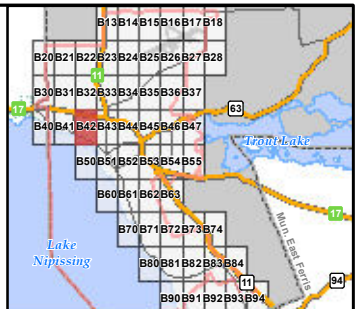 B13 B14 B15 B16 B17 B18
B20 B21 B22 B23 B24 B25 B26 B27 B28
11
B30 B31 B32 B33 B34 B35 B36 B37
17
63
B40 B41 B42 B43 B44 B45 B46 B47
Trout Lake
B50 B51 B52 B53 B54 B55
B60 B61 B62 B63
17
B70 B71 B72 B73 B74
Mun. East Ferris
Lake
Nipissing
B80 B81 B82 B83 B84
11
94
B90 B91 B92 B93 B94